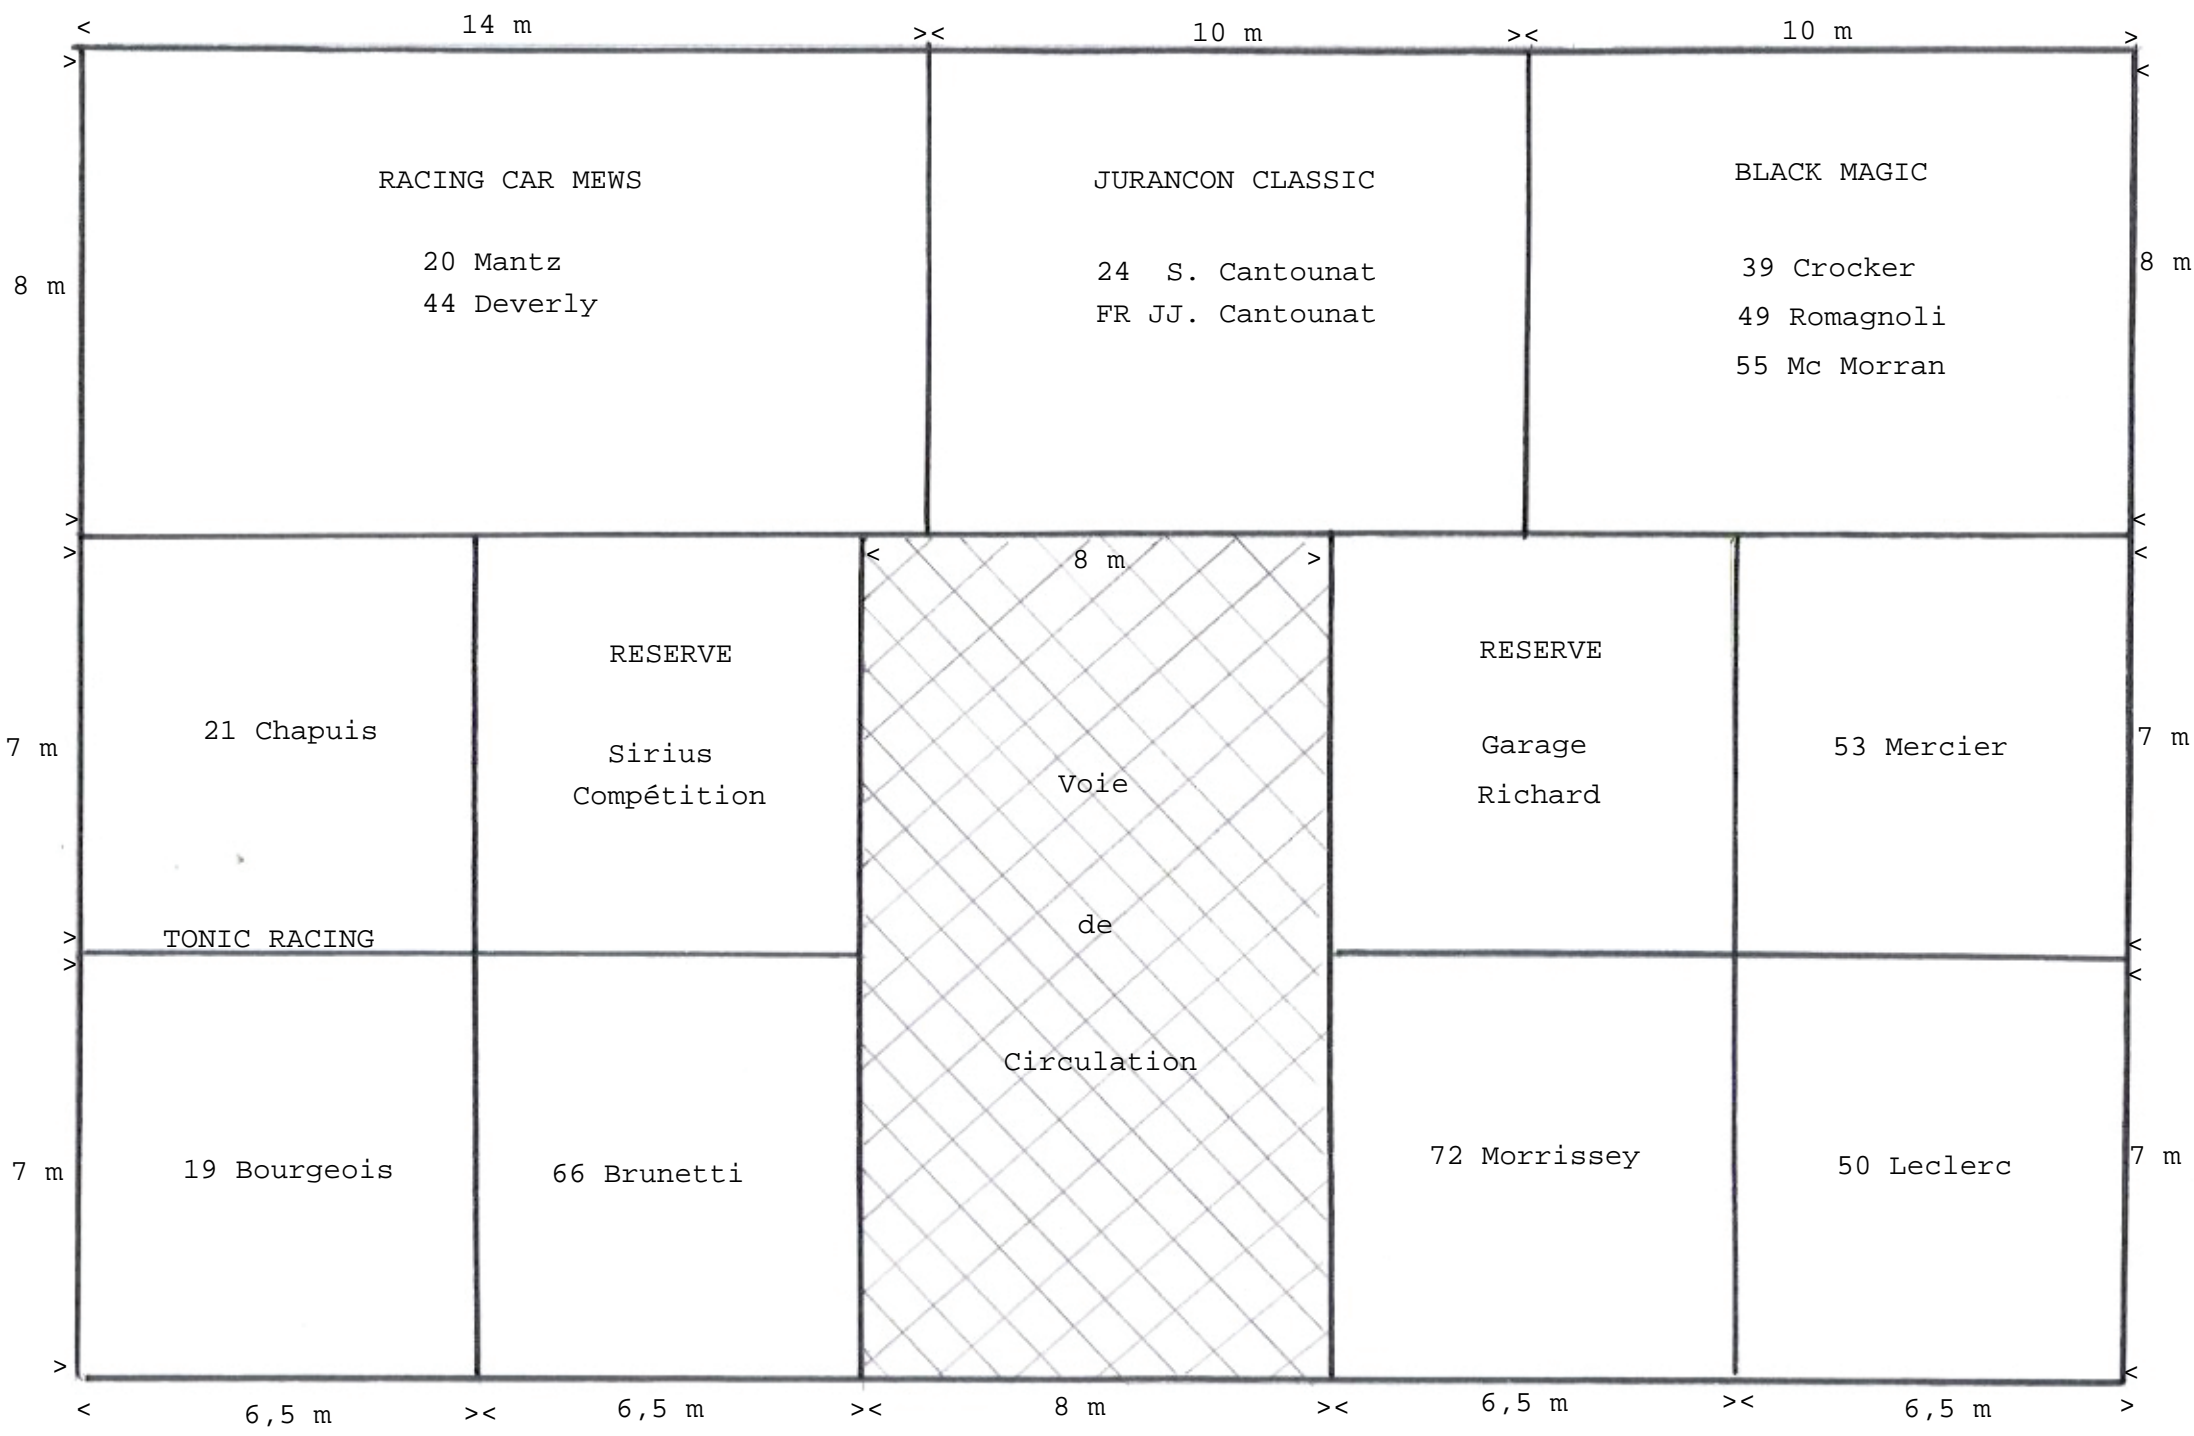 < 14 m >< 10 m >< 10 m >
> <
RACING CAR MEWS
20 Mantz
44 Deverly
JURANCON CLASSIC
24 S. Cantounat
FR JJ. Cantounat
BLACK MAGIC
39 Crocker
49 Romagnoli
55 Mc Morran
8 m
8 m
> <
> <
< 8 m >
21 Chapuis
TONIC RACING
RESERVE
Sirius
Compétition
Voie
de
Circulation
RESERVE
Garage
Richard
53 Mercier
7 m
7 m
> <
> <
19 Bourgeois
66 Brunetti
72 Morrissey
50 Leclerc
7 m
7 m
> <
< 6,5 m >< 6,5 m >< 8 m >< 6,5 m >< 6,5 m >